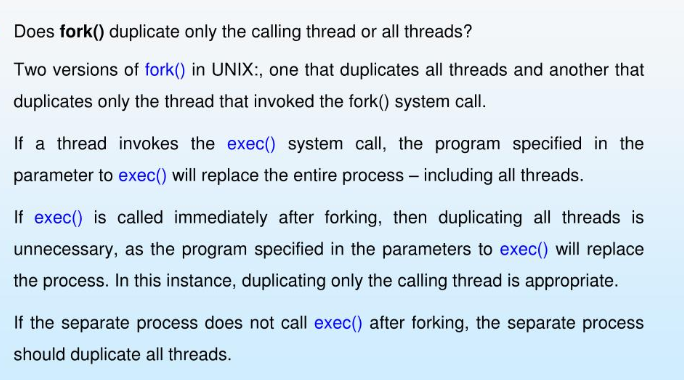 Does fork() duplicate only the calling thread or all threads?
Two versions of fork() in UNIX:, one that duplicates all threads and another that
duplicates only the thread that invoked the fork() system call.
If a thread invokes the exec() system call, the program specified in the
parameter to exec() will replace the entire process – including all threads.
If exec() is called immediately after forking, then duplicating all threads is
unnecessary, as the program specified in the parameters to exec() will replace
the process. In this instance, duplicating only the calling thread is appropriate.
If the separate process does not call exec() after forking, the separate process
should duplicate all threads.